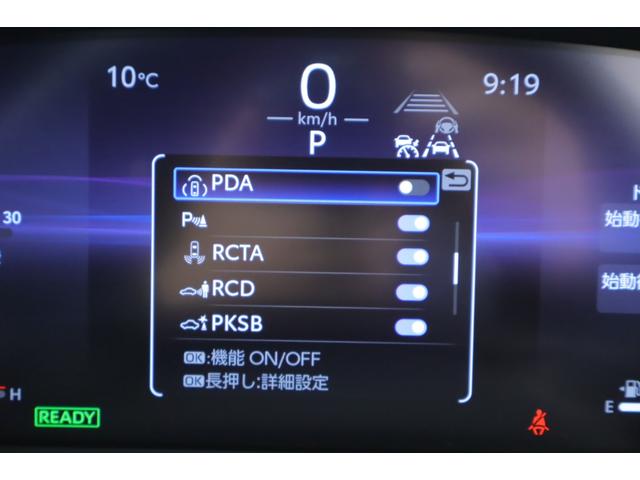 10℃
0
km/h
P
9:19
PDA
P
RCTA
RCD
PKSB
OK:機能 ON/OFF
OK長押し:詳細設定
30
始動
始動
H
READY
E